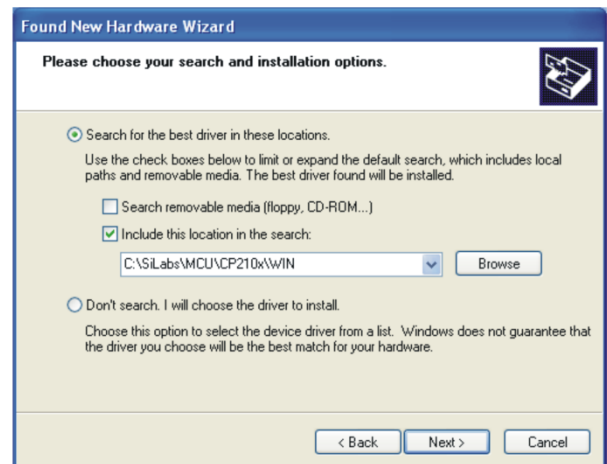 Found New Hardware Wizard
Please choose your search and installation options.
Search for the best driver in these locations.
Use the check boxes below to limit or expand the default search, which includes local
paths and removable media. The best driver found will be installed.
Search removable media (floppy, CD-ROM...)
Include this location in the search:
C:\SiLabs\MCU\CP210x\WIN
Browse
Don't search. I will choose the driver to install.
Choose this option to select the device driver from a list. Windows does not guarantee that
the driver you choose will be the best match for your hardware.
< Back Next > Cancel